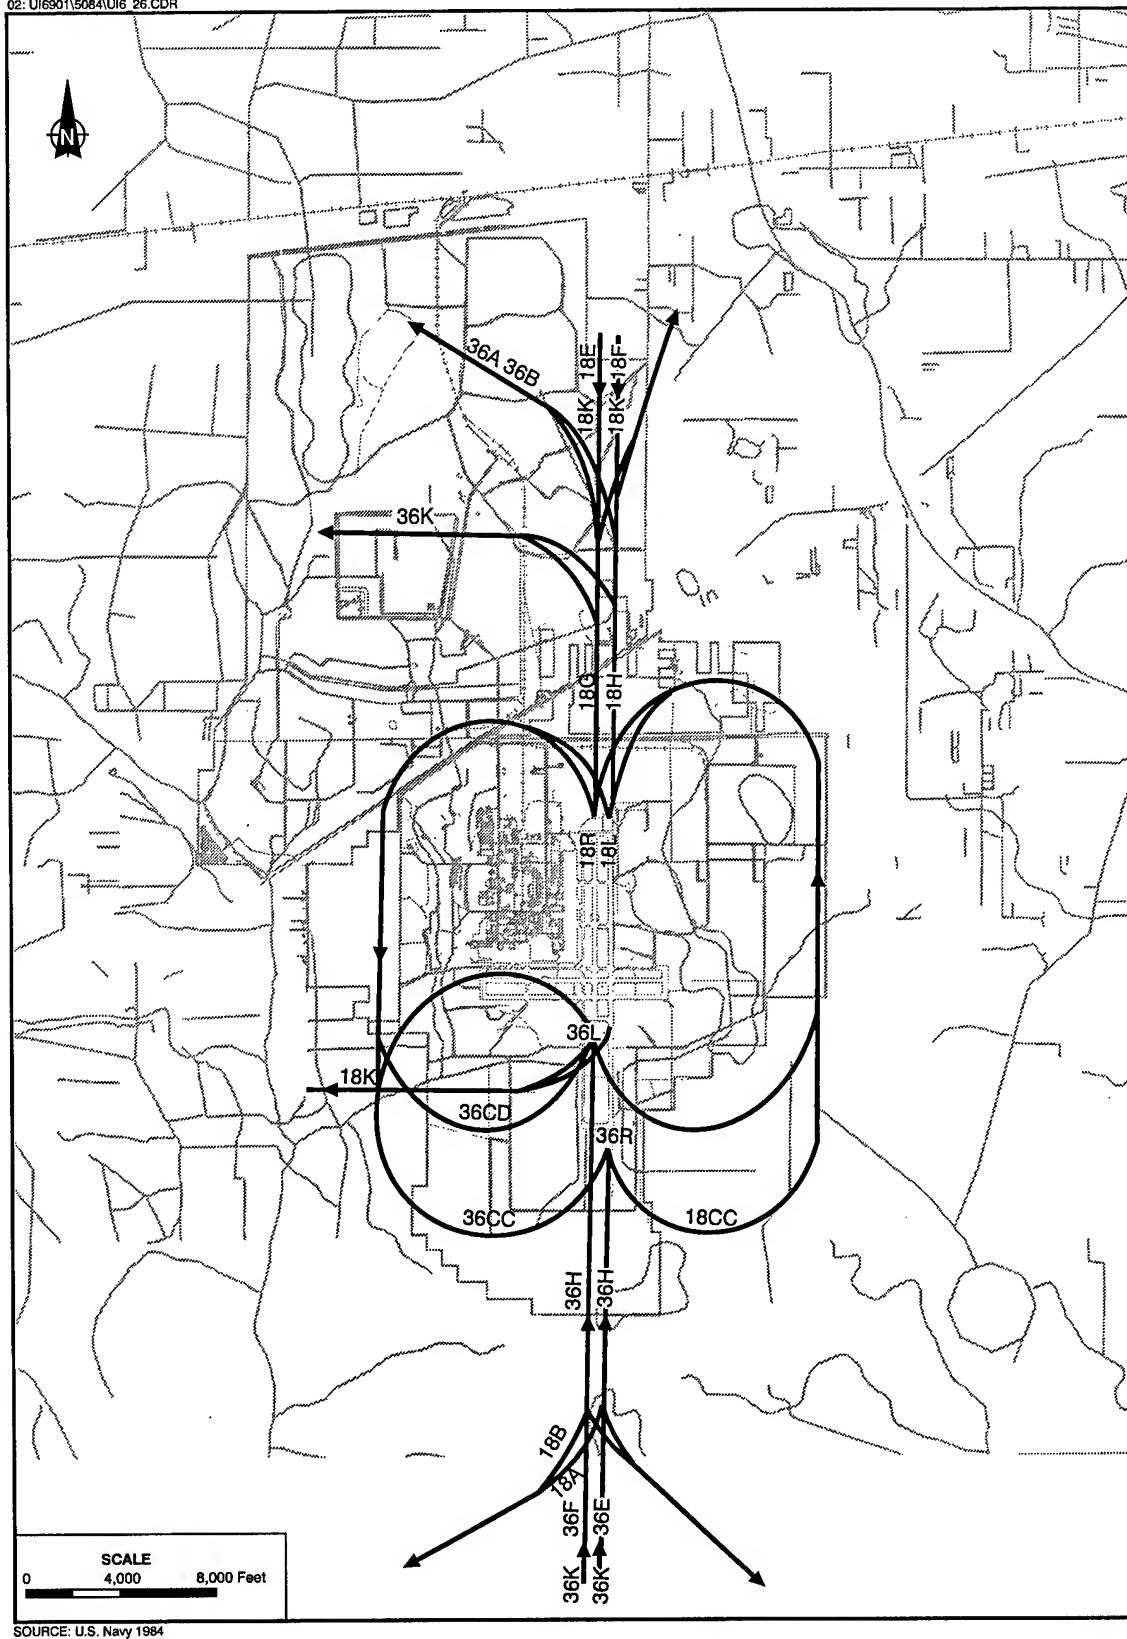 02: UI6901\5084\UI6_26.CDR
N
36A 36B
18E
18F
18K
18K
36K
18G
18H
18R
18L
36L
18K
36CD
36R
36CC
18CC
36H
36H
18B
18A
36F
36E
36K
36K
SCALE
0 4,000 8,000 Feet
SOURCE: U.S. Navy 1984